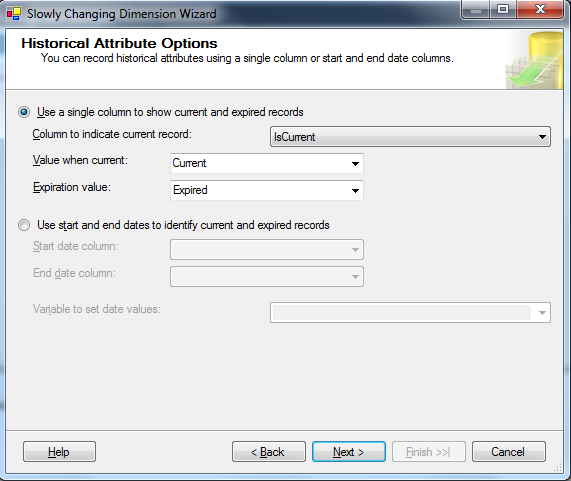 Slowly Changing Dimension Wizard
Historical Attribute Options
You can record historical attributes using a single column or start and end date columns.
Use a single column to show current and expired records
Column to indicate current record: IsCurrent
Value when current: Current
Expiration value: Expired
Use start and end dates to identify current and expired records
Start date column:
End date column:
Variable to set date values:
Help < Back Next > Finish >>| Cancel